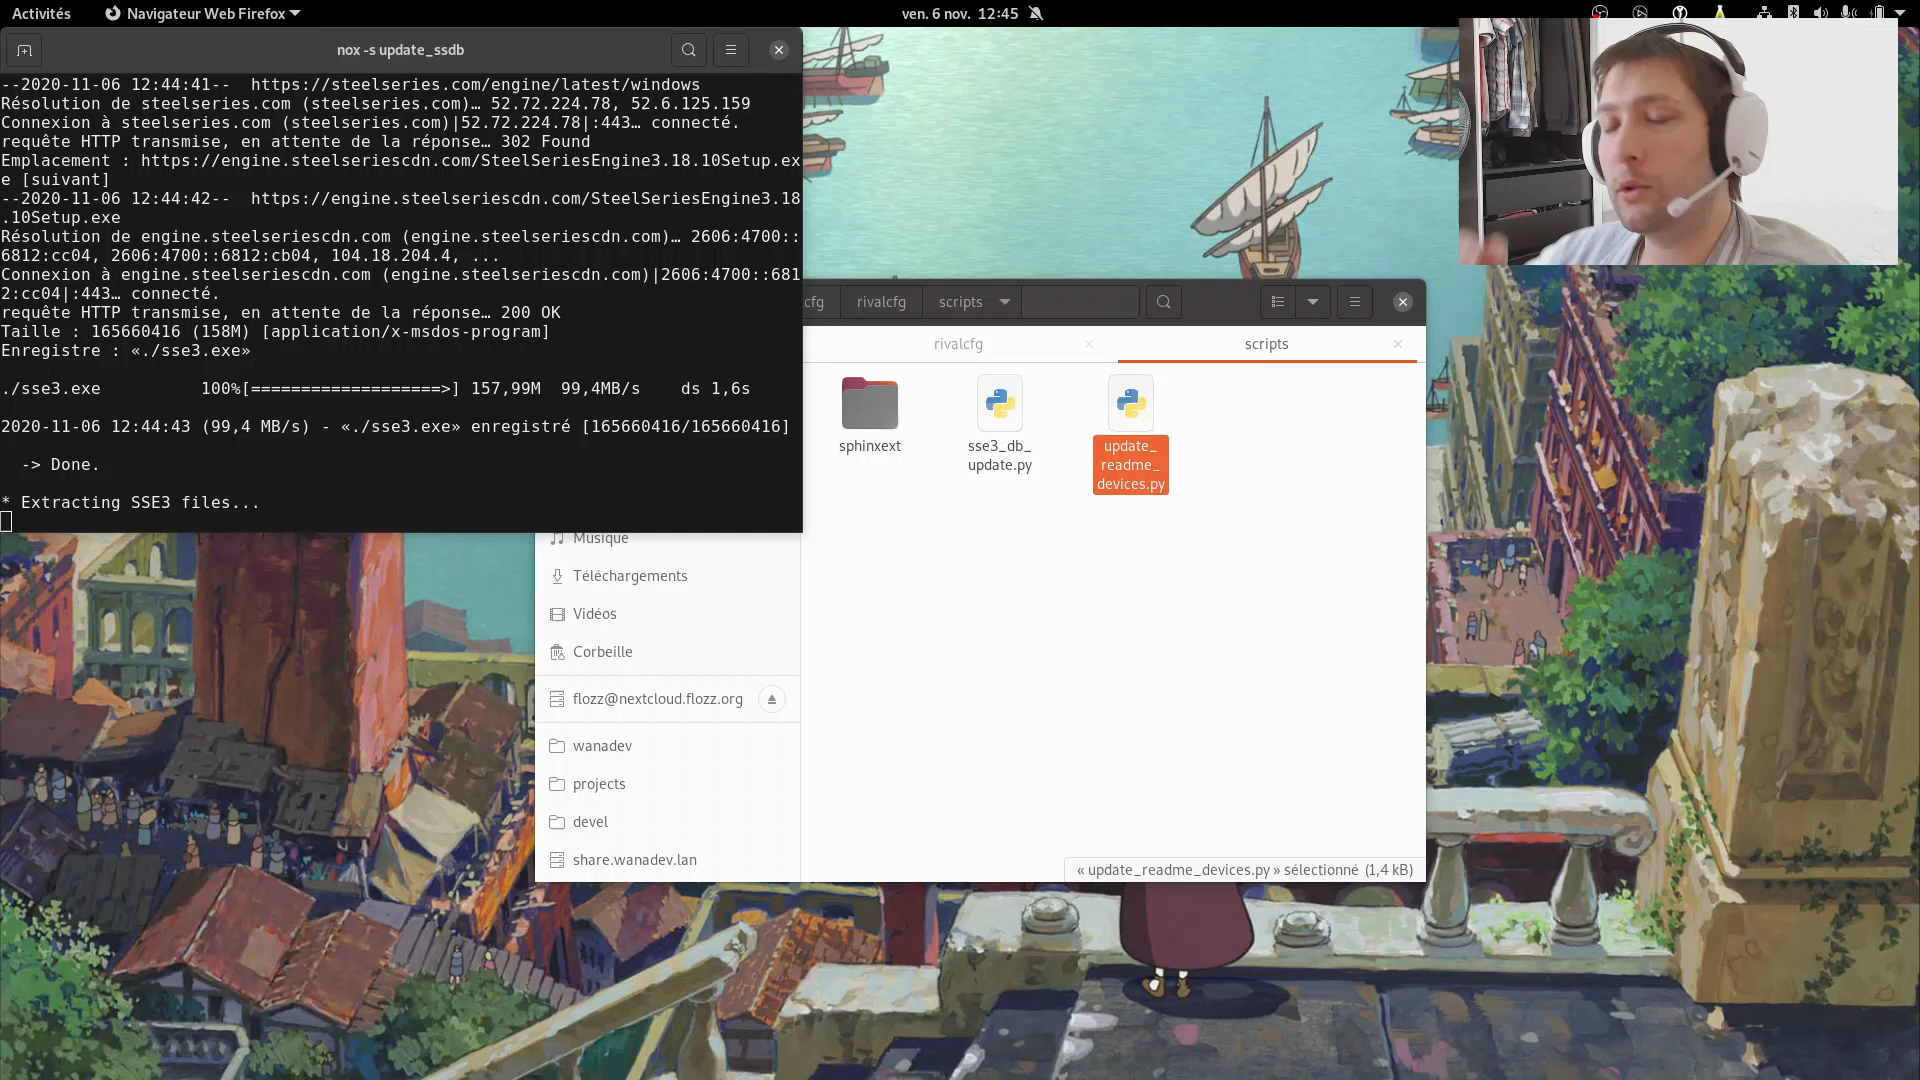 Activités
Navigateur Web Firefox
ven. 6 nov. 12:45
nox -s update_ssdb
--2020-11-06 12:44:41--  https://steelseries.com/engine/latest/windows
Résolution de steelseries.com (steelseries.com)… 52.72.224.78, 52.6.125.159
Connexion à steelseries.com (steelseries.com)|52.72.224.78|:443… connecté.
requête HTTP transmise, en attente de la réponse… 302 Found
Emplacement : https://engine.steelseriescdn.com/SteelSeriesEngine3.18.10Setup.ex
e [suivant]
--2020-11-06 12:44:42--  https://engine.steelseriescdn.com/SteelSeriesEngine3.18
.10Setup.exe
Résolution de engine.steelseriescdn.com (engine.steelseriescdn.com)… 2606:4700::
6812:cc04, 2606:4700::6812:cb04, 104.18.204.4, ...
Connexion à engine.steelseriescdn.com (engine.steelseriescdn.com)|2606:4700::681
2:cc04|:443… connecté.
requête HTTP transmise, en attente de la réponse… 200 OK
Taille : 165660416 (158M) [application/x-msdos-program]
Enregistre : «./sse3.exe»
./sse3.exe          100%[===================>] 157,99M  99,4MB/s    ds 1,6s
2020-11-06 12:44:43 (99,4 MB/s) - «./sse3.exe» enregistré [165660416/165660416]
-> Done.
* Extracting SSE3 files...
lcfg
rivalcfg
scripts
rivalcfg
scripts
sphinxext
sse3_db_
update.py
update_
readme_
devices.py
Musique
Téléchargements
Vidéos
Corbeille
flozz@nextcloud.flozz.org
wanadev
projects
devel
share.wanadev.lan
« update_readme_devices.py » sélectionné (1,4 kB)